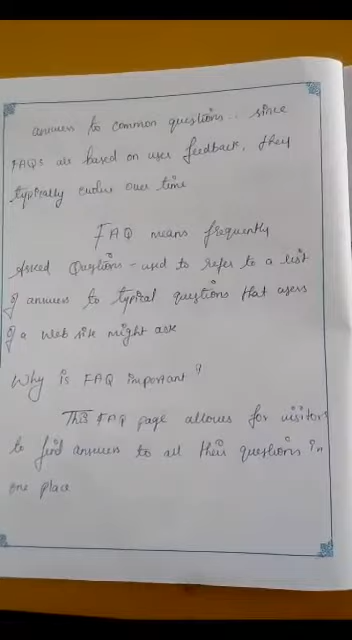 answers to common questions.. since
FAQS are based on user feedback, they
typically evolve over time
FAQ means frequently
Asked Questions - used to refer to a list
of answers to typical questions that users
of a web site might ask
Why is FAQ important?
This FAQ page allows for visitors
to find answers to all their questions in
one place